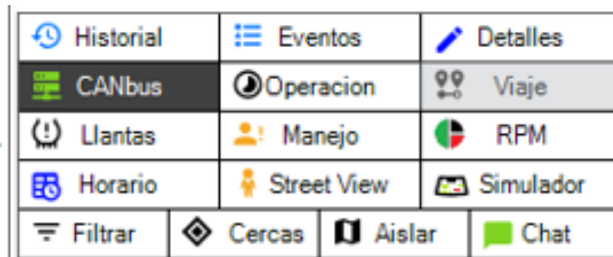 Historial Eventos Detalles
CANbus Operacion Viaje
Llantas Manejo RPM
Horario Street View Simulador
Filtrar Cercas Aislar Chat